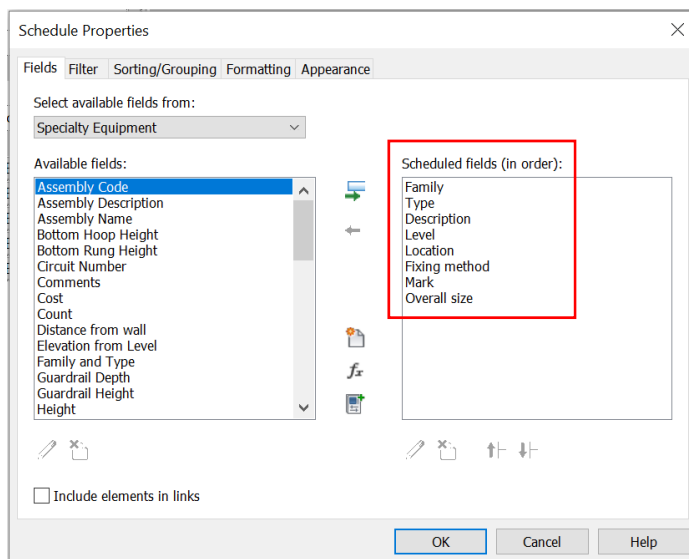 Schedule Properties
Fields Filter Sorting/Grouping Formatting Appearance
Select available fields from:
Specialty Equipment
Available fields:
Assembly Code
Assembly Description
Assembly Name
Bottom Hoop Height
Bottom Rung Height
Circuit Number
Comments
Cost
Count
Distance from wall
Elevation from Level
Family and Type
Guardrail Depth
Guardrail Height
Height
fx
Scheduled fields (in order):
Family
Type
Description
Level
Location
Fixing method
Mark
Overall size
Include elements in links
OK Cancel Help